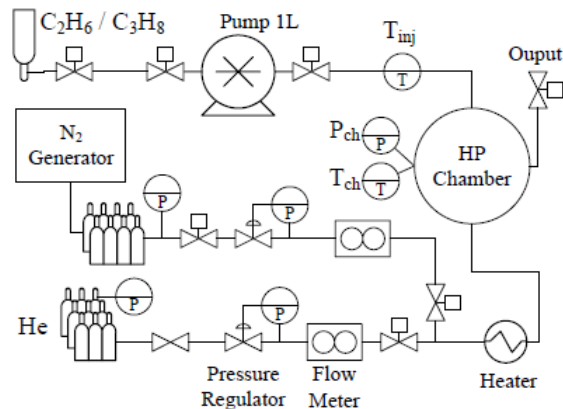 C2H6 / C3H8
Pump 1L
Tinj
T
Ouput
N2
Generator
Pch
P
Tch
T
HP
Chamber
P
P
He
P
P
Pressure
Regulator
Flow
Meter
Heater